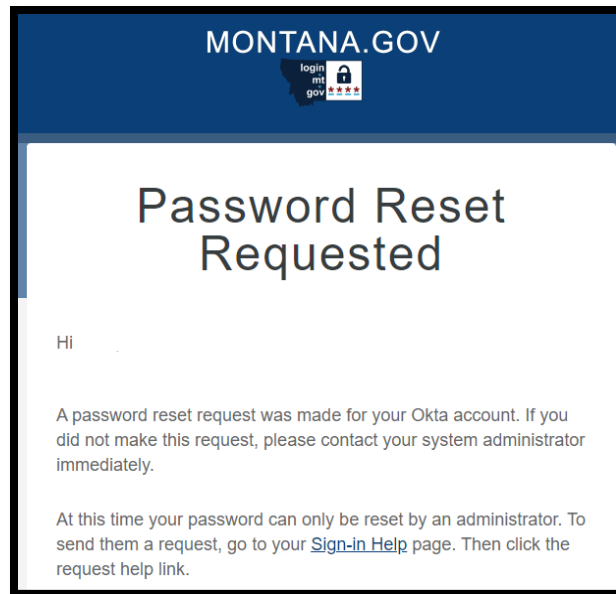 MONTANA.GOV
login
mt
gov ****
Password Reset
Requested
Hi
A password reset request was made for your Okta account. If you
did not make this request, please contact your system administrator
immediately.
At this time your password can only be reset by an administrator. To
send them a request, go to your Sign-in Help page. Then click the
request help link.